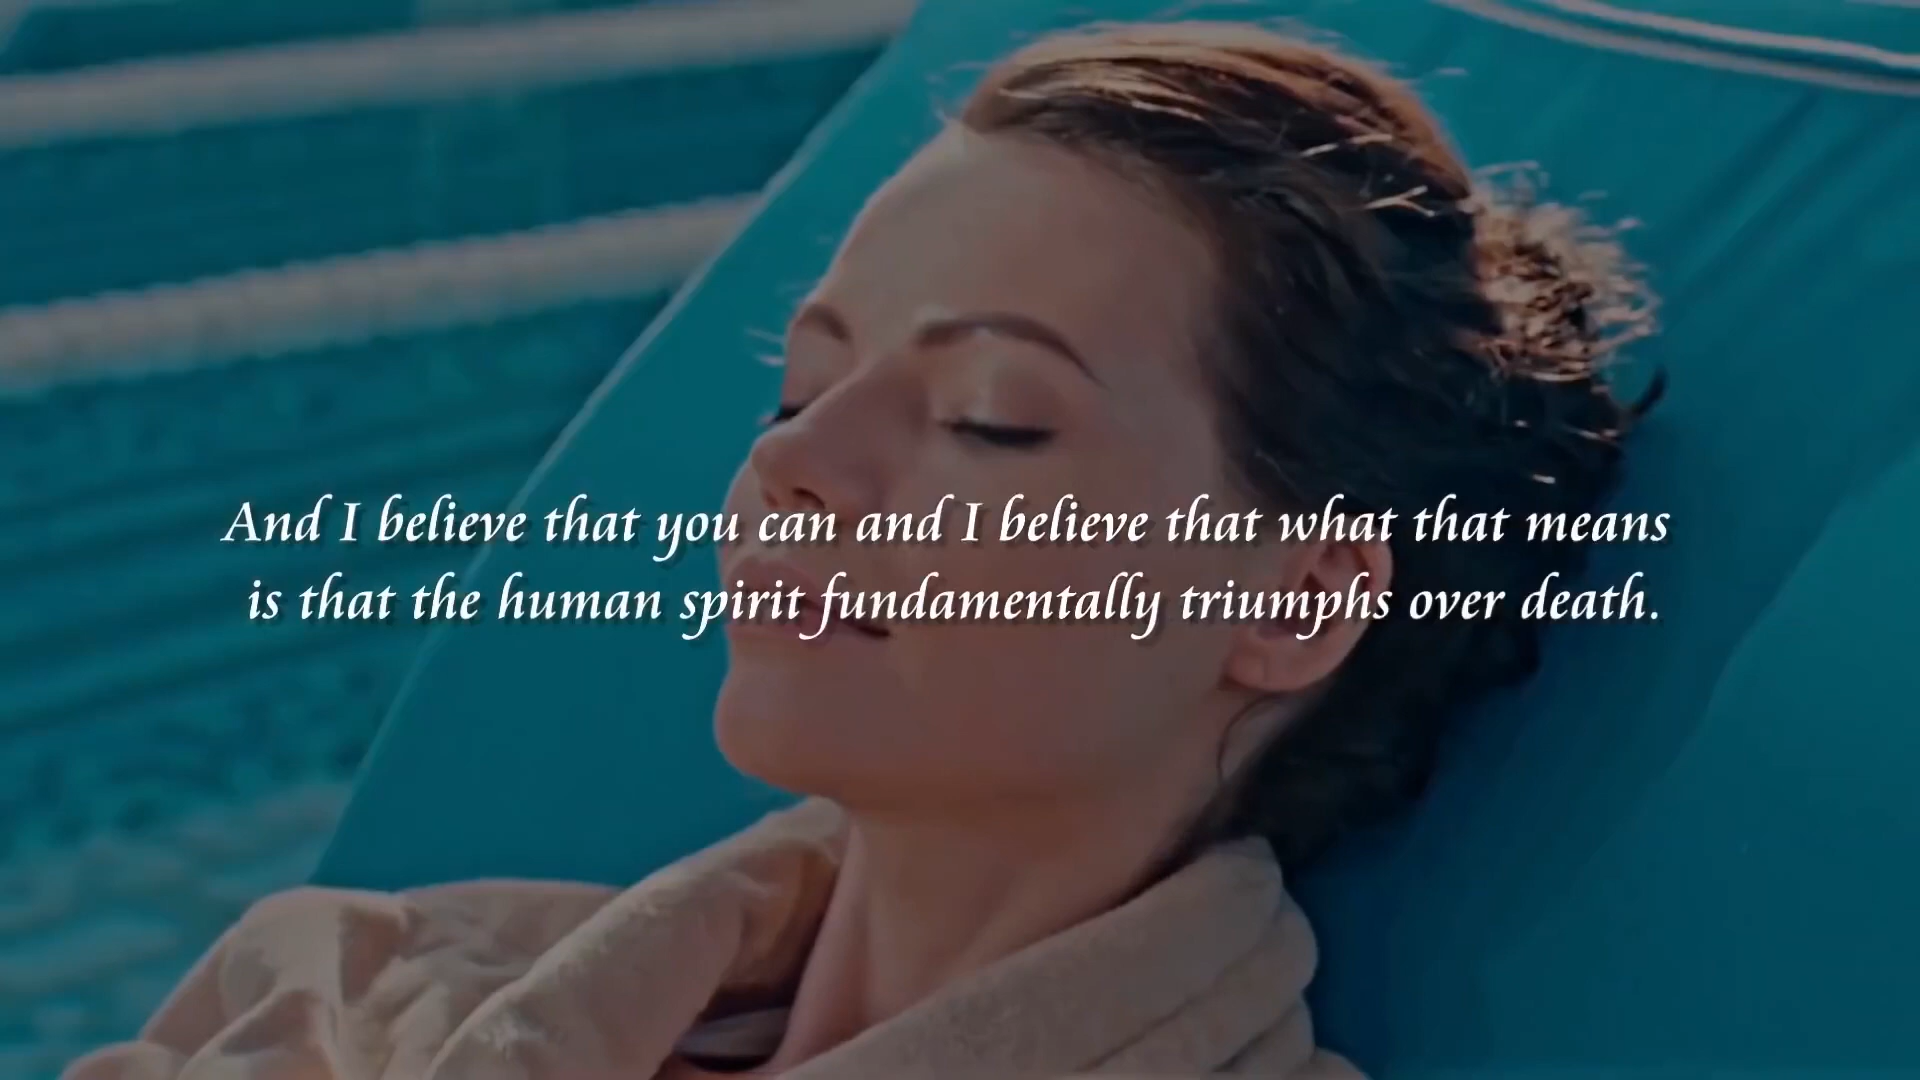 And I believe that you can and I believe that what that means
is that the human spirit fundamentally triumphs over death.